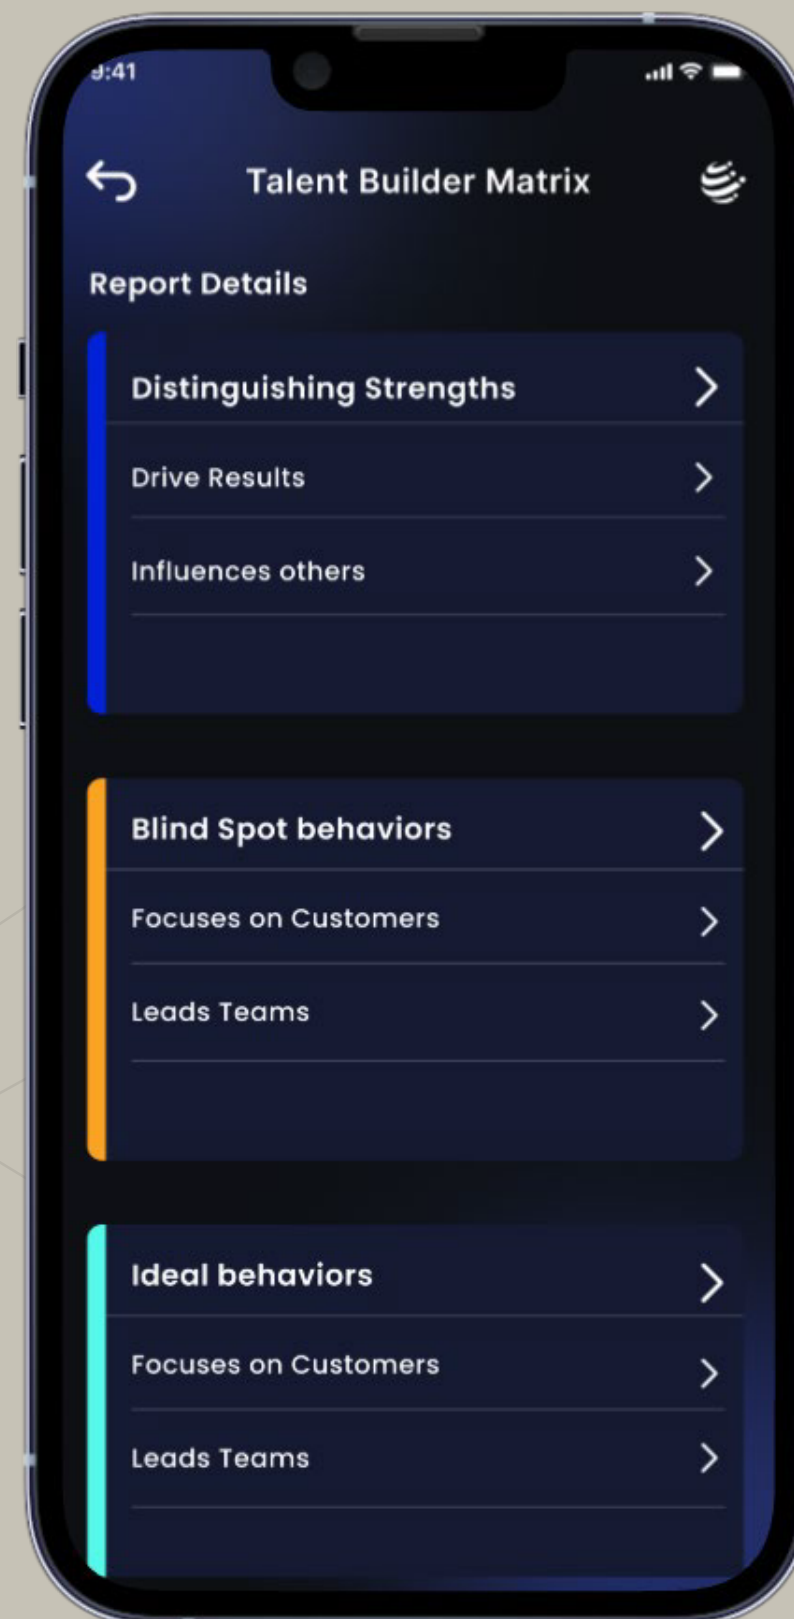 9:41
Talent Builder Matrix
Report Details
Distinguishing Strengths
Drive Results
Influences others
Blind Spot behaviors
Focuses on Customers
Leads Teams
Ideal behaviors
Focuses on Customers
Leads Teams